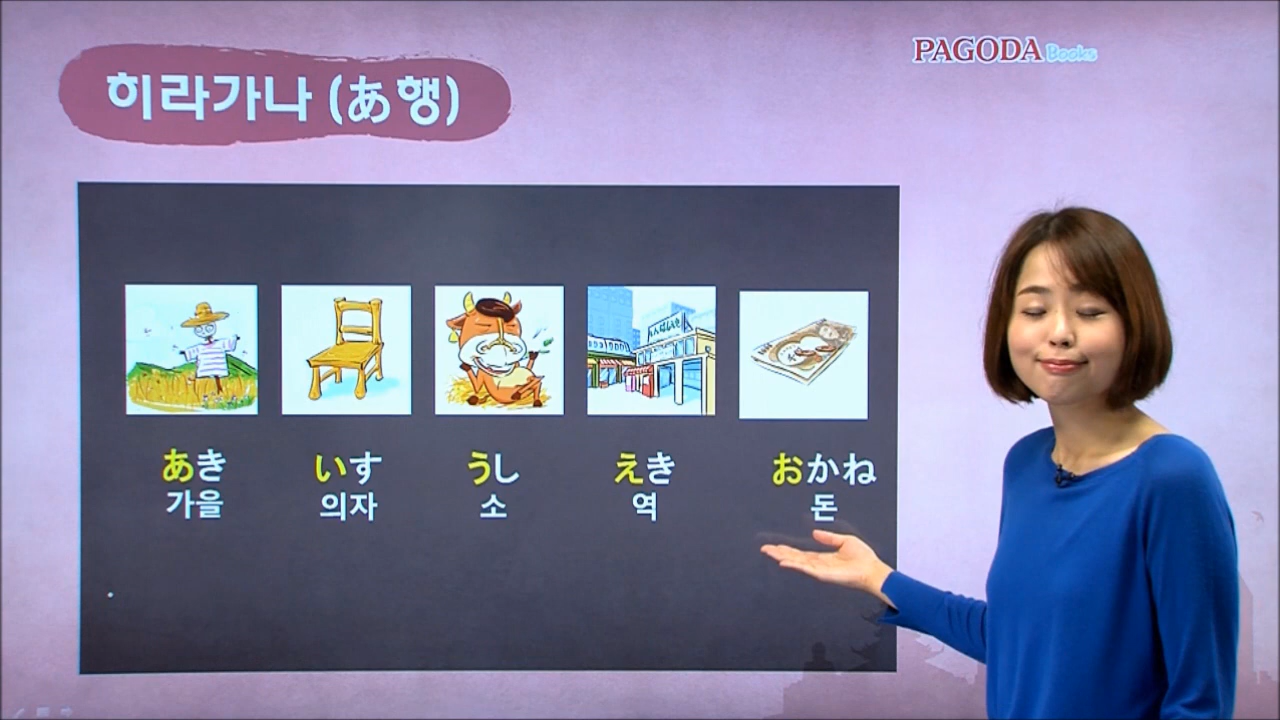 히라가나 (あ행)
PAGODA Books
あき いす うし えき おかね
가을 의자 소 역 돈